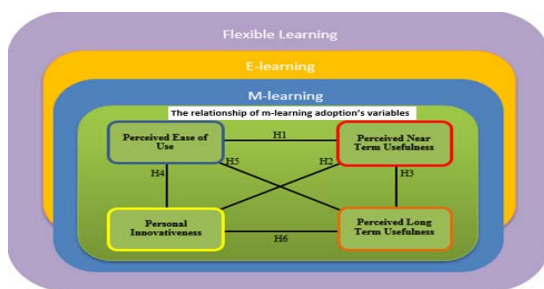 Flexible Learning
E-learning
M-learning
The relationship of m-learning adoption's variables
Perceived Ease of
Use
H1
Perceived Near
Term Usefulness
H4
H5
H2
H3
Personal
Innovativeness
H6
Perceived Long
Term Usefulness